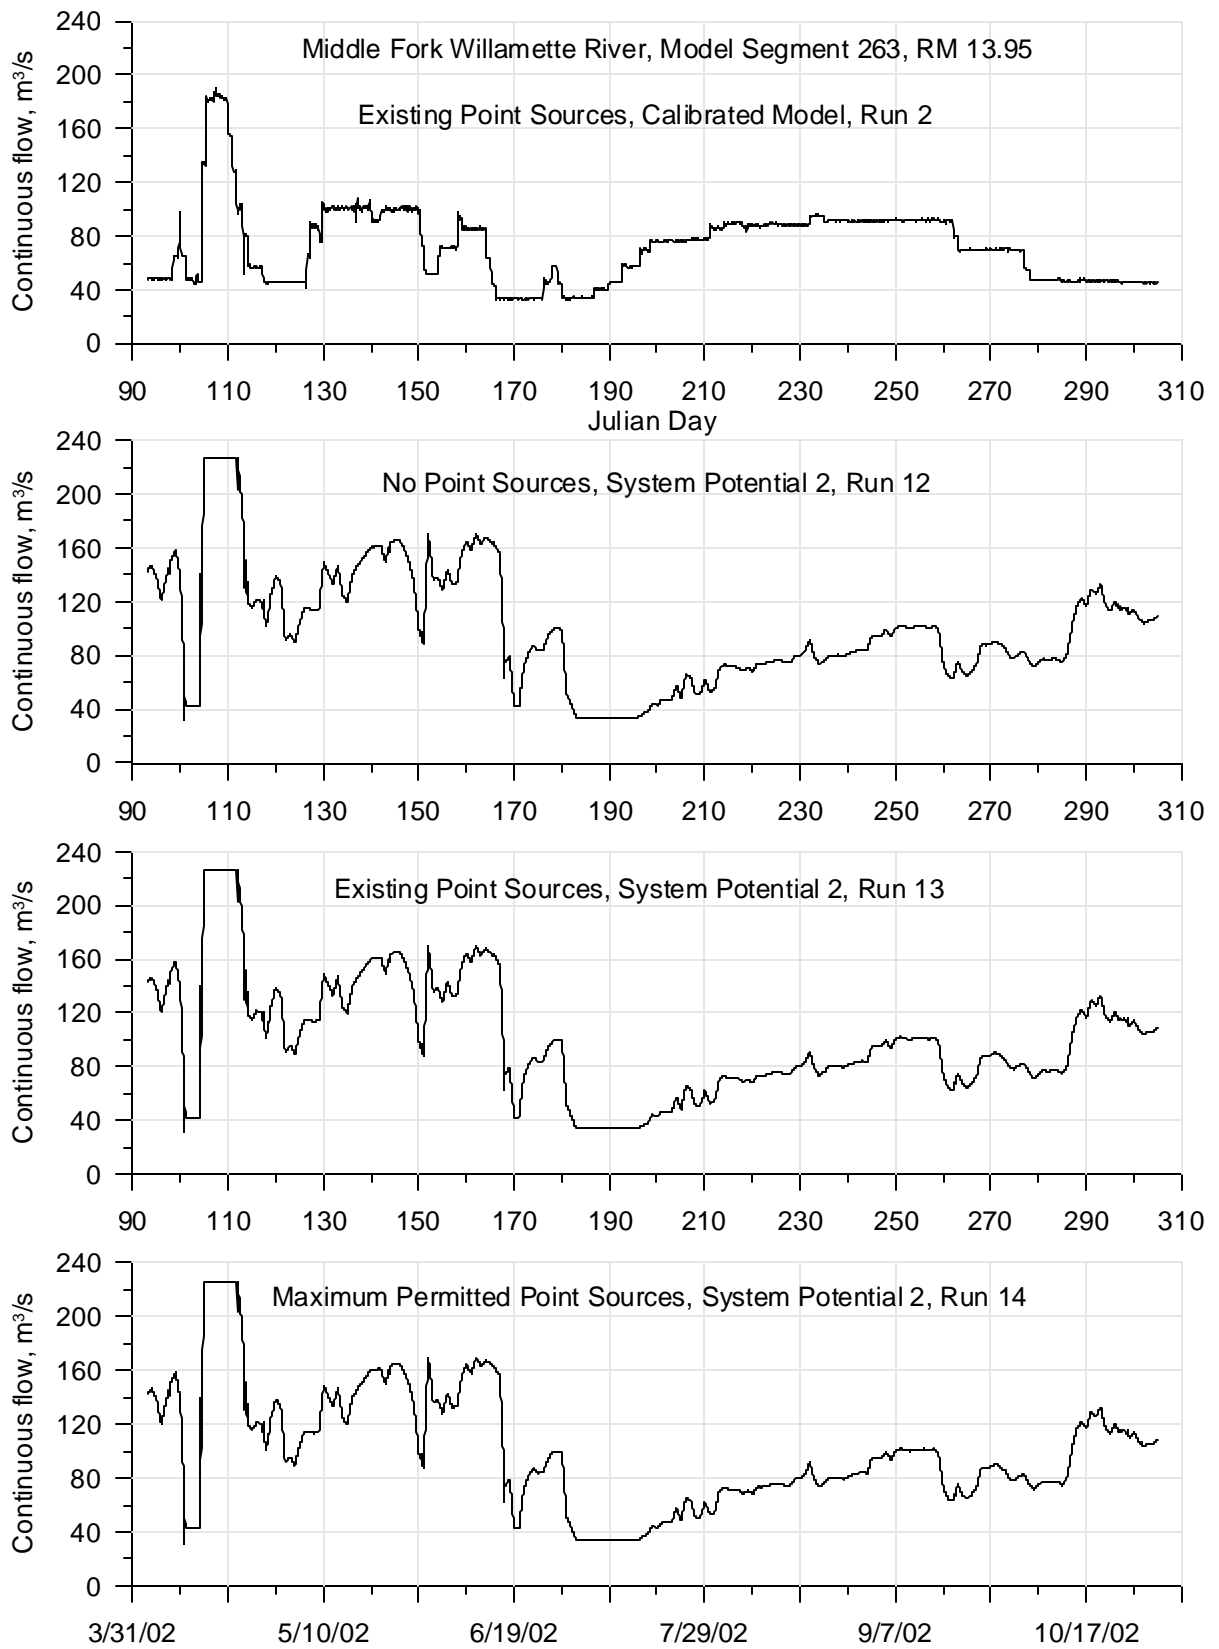 Middle Fork Willamette River, Model Segment 263, RM 13.95
Existing Point Sources, Calibrated Model, Run 2
Continuous flow, m³/s
240
200
160
120
80
40
0
90 110 130 150 170 190 210 230 250 270 290 310
Julian Day
No Point Sources, System Potential 2, Run 12
Continuous flow, m³/s
240
200
160
120
80
40
0
90 110 130 150 170 190 210 230 250 270 290 310
Existing Point Sources, System Potential 2, Run 13
Continuous flow, m³/s
240
200
160
120
80
40
0
90 110 130 150 170 190 210 230 250 270 290 310
Maximum Permitted Point Sources, System Potential 2, Run 14
Continuous flow, m³/s
240
200
160
120
80
40
0
3/31/02 5/10/02 6/19/02 7/29/02 9/7/02 10/17/02